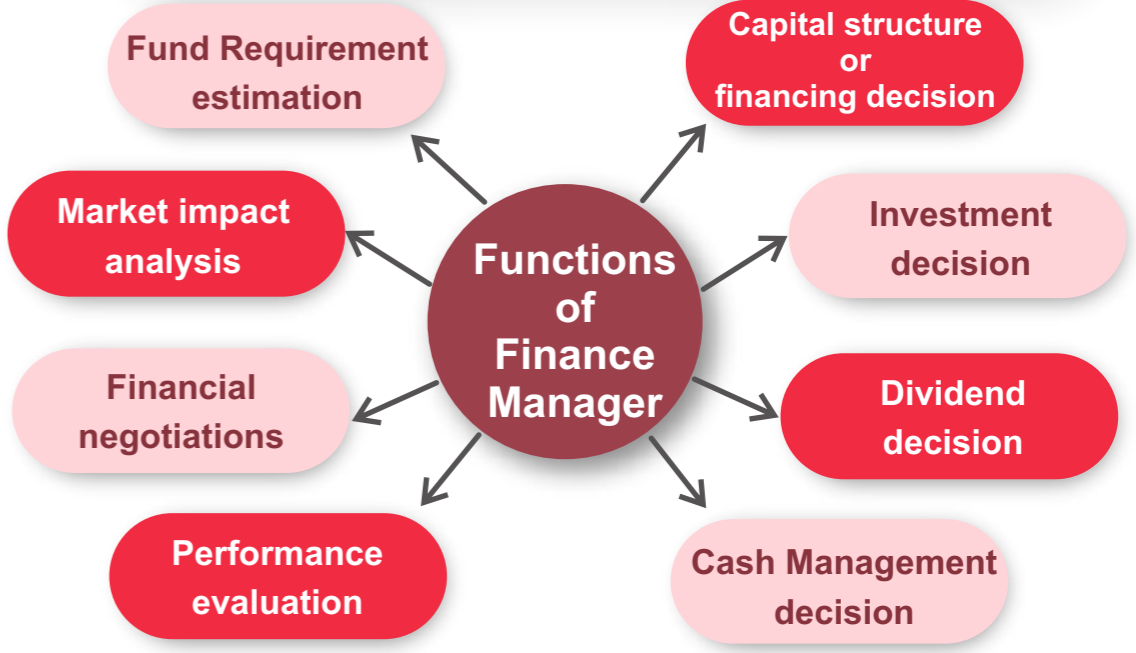 Fund Requirement
estimation
Capital structure
or
financing decision
Market impact
analysis
Investment
decision
Functions
of
Finance
Manager
Financial
negotiations
Dividend
decision
Performance
evaluation
Cash Management
decision